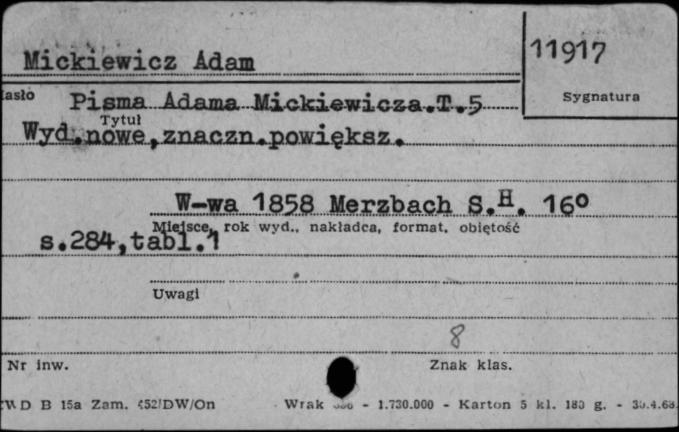 Mickiewicz Adam
11917
Hasło
Pisma Adama Mickiewicza.T.5
Sygnatura
Tytuł
Wyd.nowe,znaczn.powiększ.
W-wa 1858 Merzbach S.H. 16°
Miejsce, rok wyd., nakładca, format, objętość
s.284,tabl.1
Uwagi
8
Nr inw.
Znak klas.
D B 15a Zam. 452/DW/On Wrak - 1.730.000 - Karton 5 kl. 180 g. -